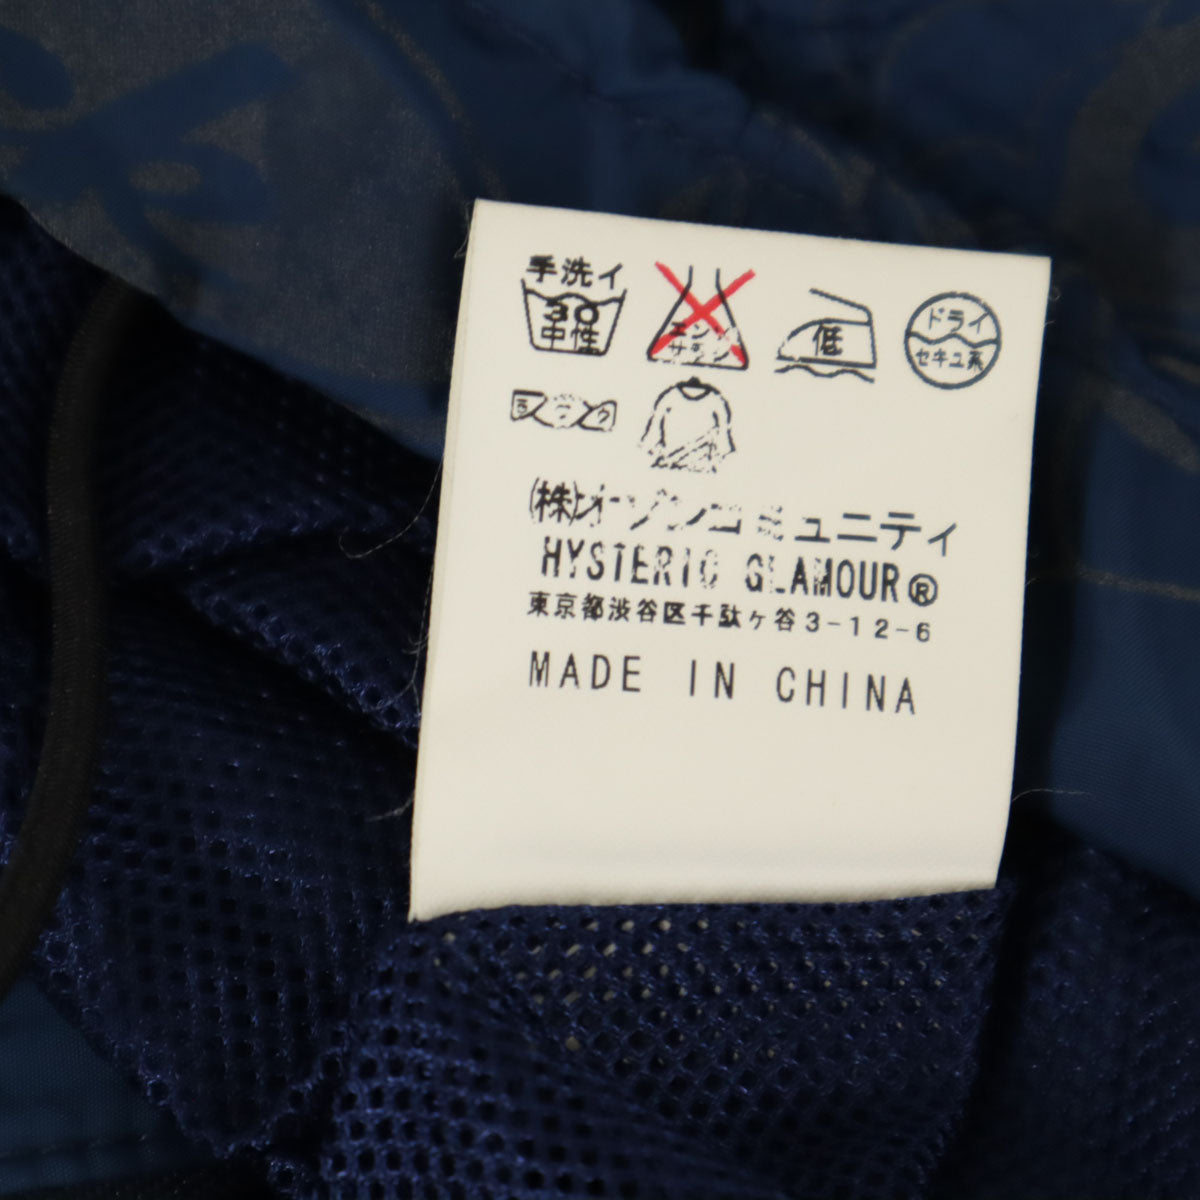 手洗イ
30
中性
エンソ
サラシ
低
ドライ
セキユ系
(株)オーゾンコミュニティ
HYSTERIC GLAMOUR®
東京都渋谷区千駄ヶ谷3-12-6
MADE IN CHINA